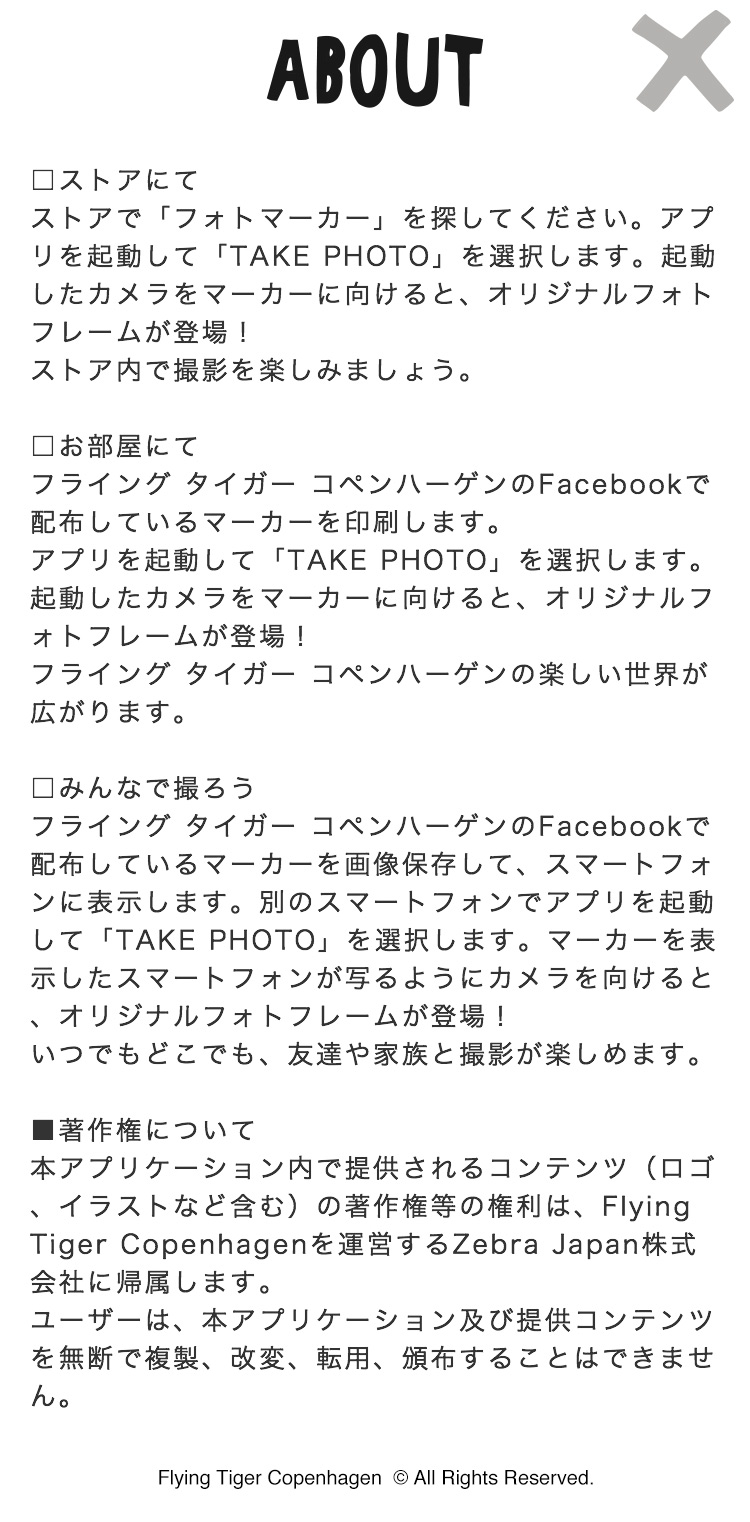 ABOUT
□ストアにて
ストアで「フォトマーカー」を探してください。アプ
リを起動して「TAKE PHOTO」を選択します。起動
したカメラをマーカーに向けると、オリジナルフォト
フレームが登場！
ストア内で撮影を楽しみましょう。
□お部屋にて
フライング タイガー コペンハーゲンのFacebookで
配布しているマーカーを印刷します。
アプリを起動して「TAKE PHOTO」を選択します。
起動したカメラをマーカーに向けると、オリジナルフ
ォトフレームが登場！
フライング タイガー コペンハーゲンの楽しい世界が
広がります。
□みんなで撮ろう
フライング タイガー コペンハーゲンのFacebookで
配布しているマーカーを画像保存して、スマートフォ
ンに表示します。別のスマートフォンでアプリを起動
して「TAKE PHOTO」を選択します。マーカーを表
示したスマートフォンが写るようにカメラを向けると
、オリジナルフォトフレームが登場！
いつでもどこでも、友達や家族と撮影が楽しめます。
■著作権について
本アプリケーション内で提供されるコンテンツ（ロゴ
、イラストなど含む）の著作権等の権利は、Flying
Tiger Copenhagenを運営するZebra Japan株式
会社に帰属します。
ユーザーは、本アプリケーション及び提供コンテンツ
を無断で複製、改変、転用、頒布することはできませ
ん。
Flying Tiger Copenhagen © All Rights Reserved.